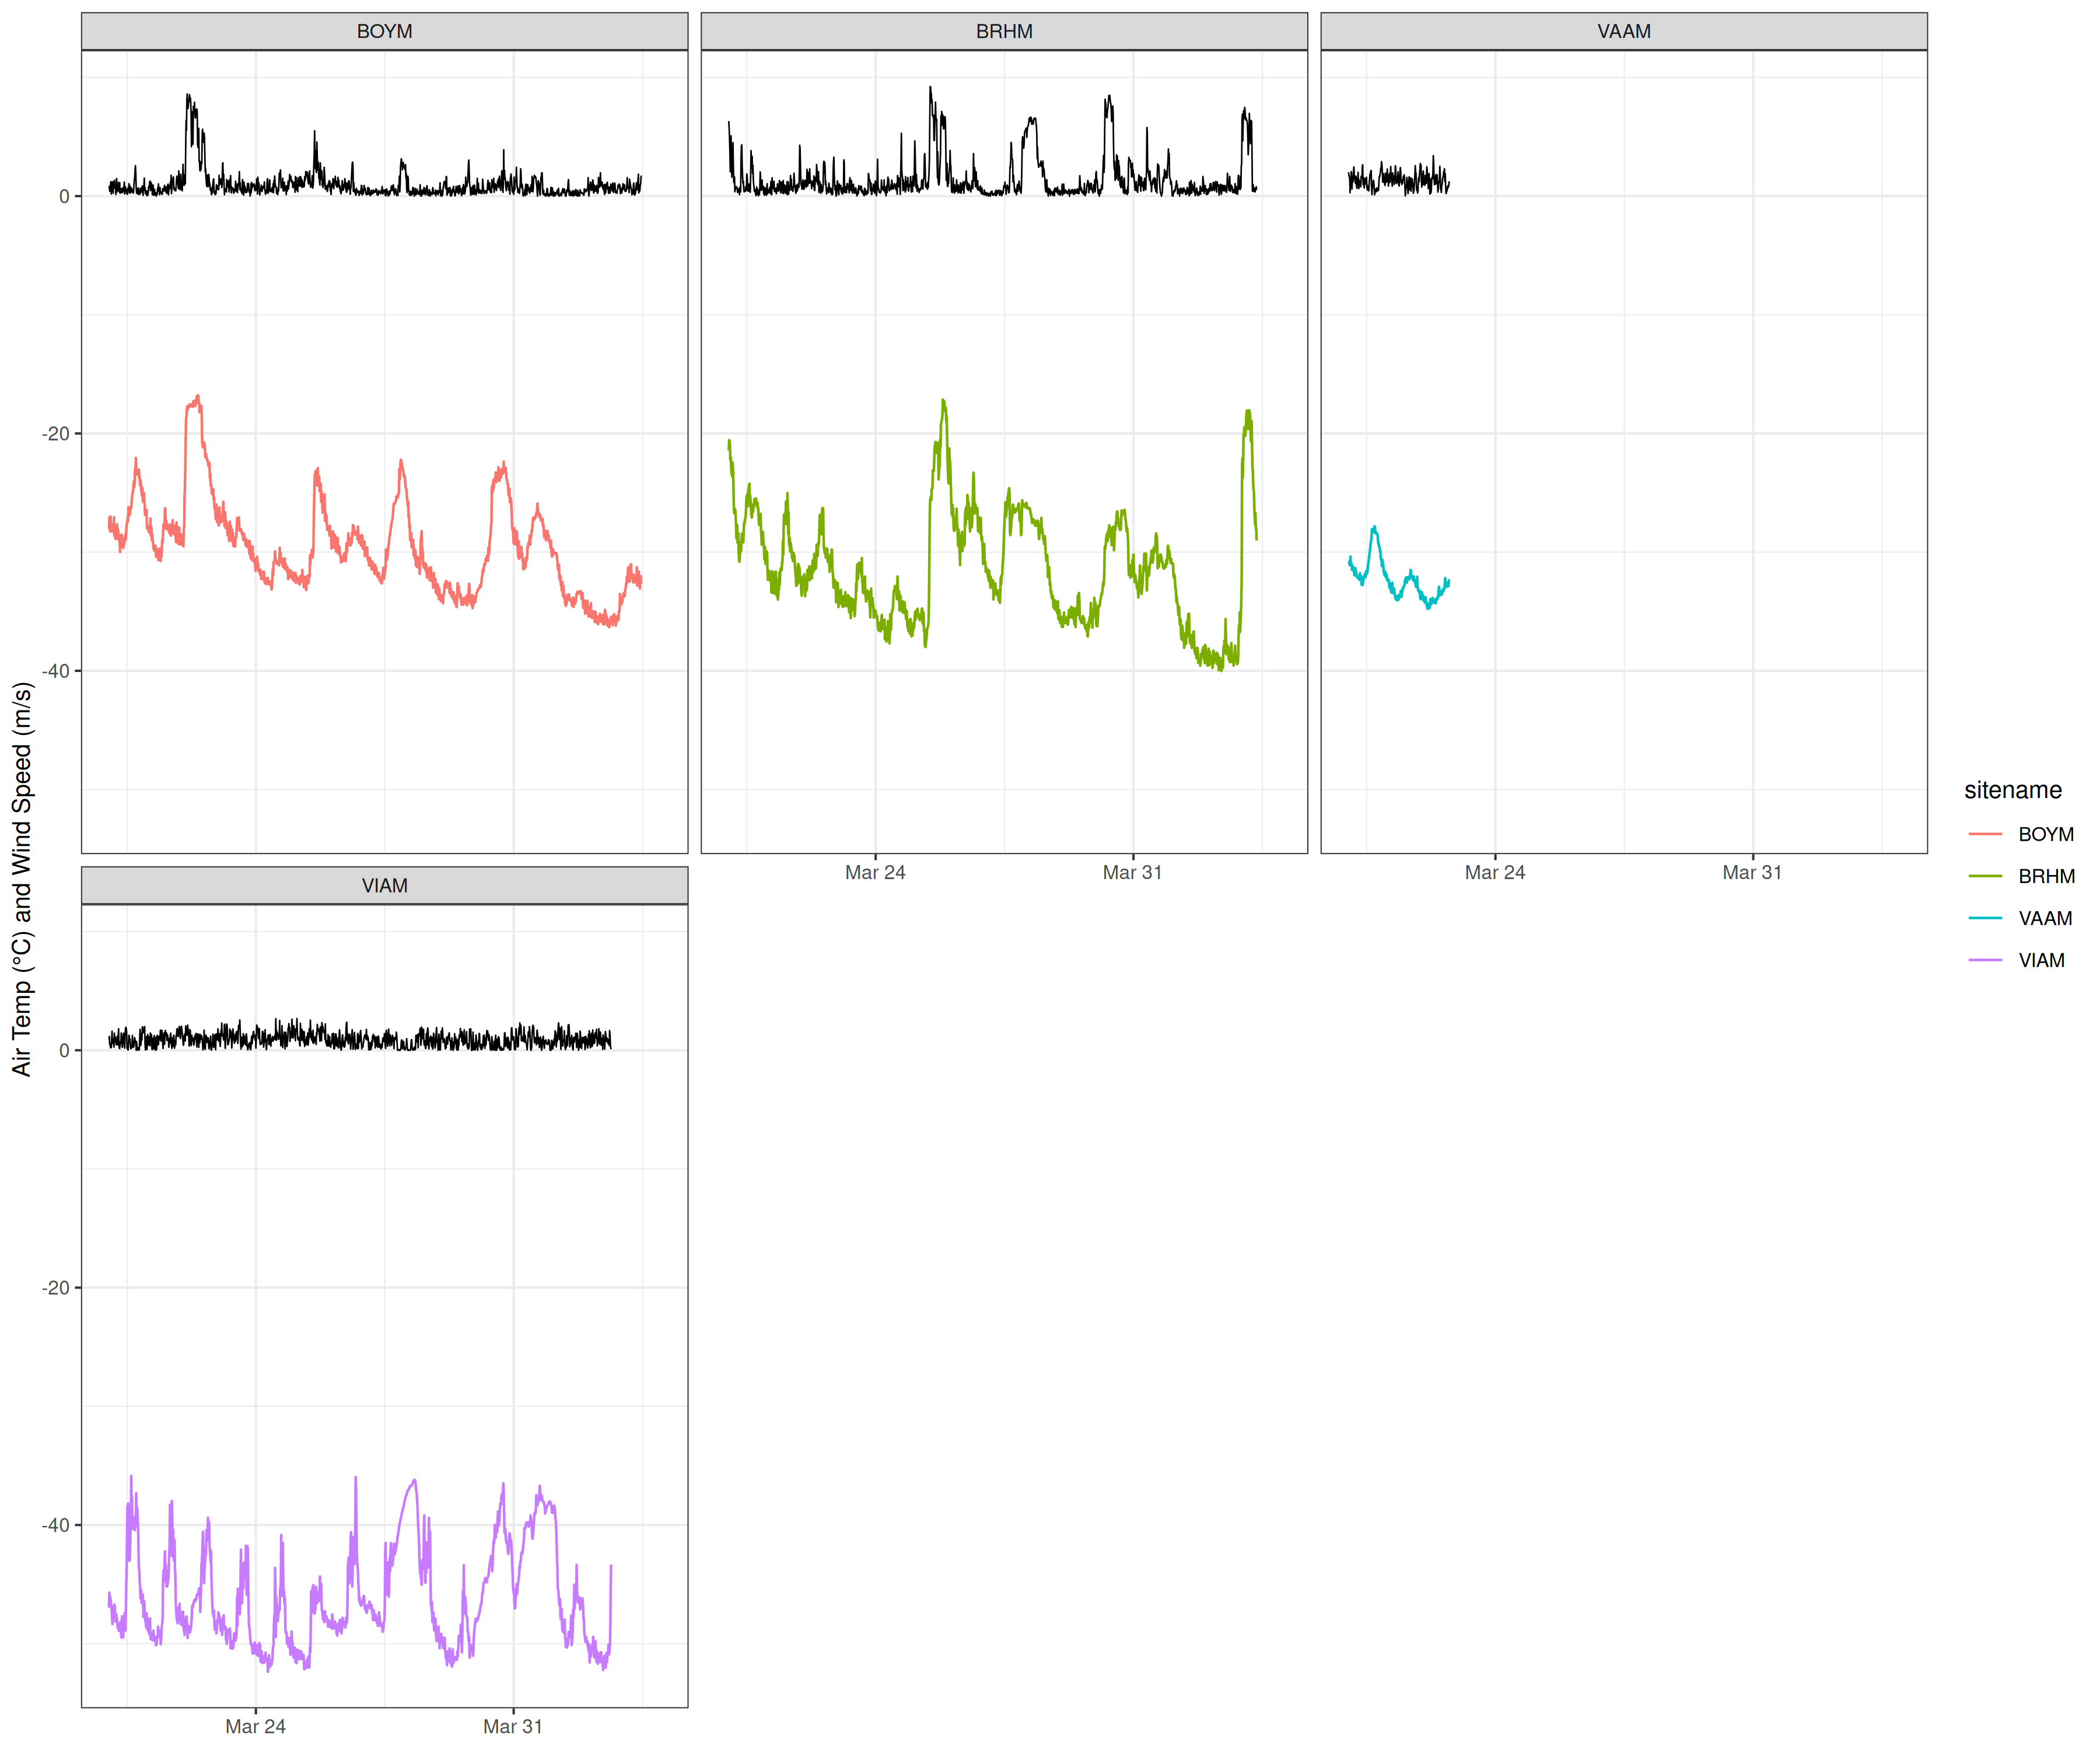 BOYM
BRHM
VAAM
0
-20
-40
Mar 24
Mar 31
Mar 24
Mar 31
VIAM
0
-20
-40
Mar 24
Mar 31
Air Temp (°C) and Wind Speed (m/s)
sitename
BOYM
BRHM
VAAM
VIAM